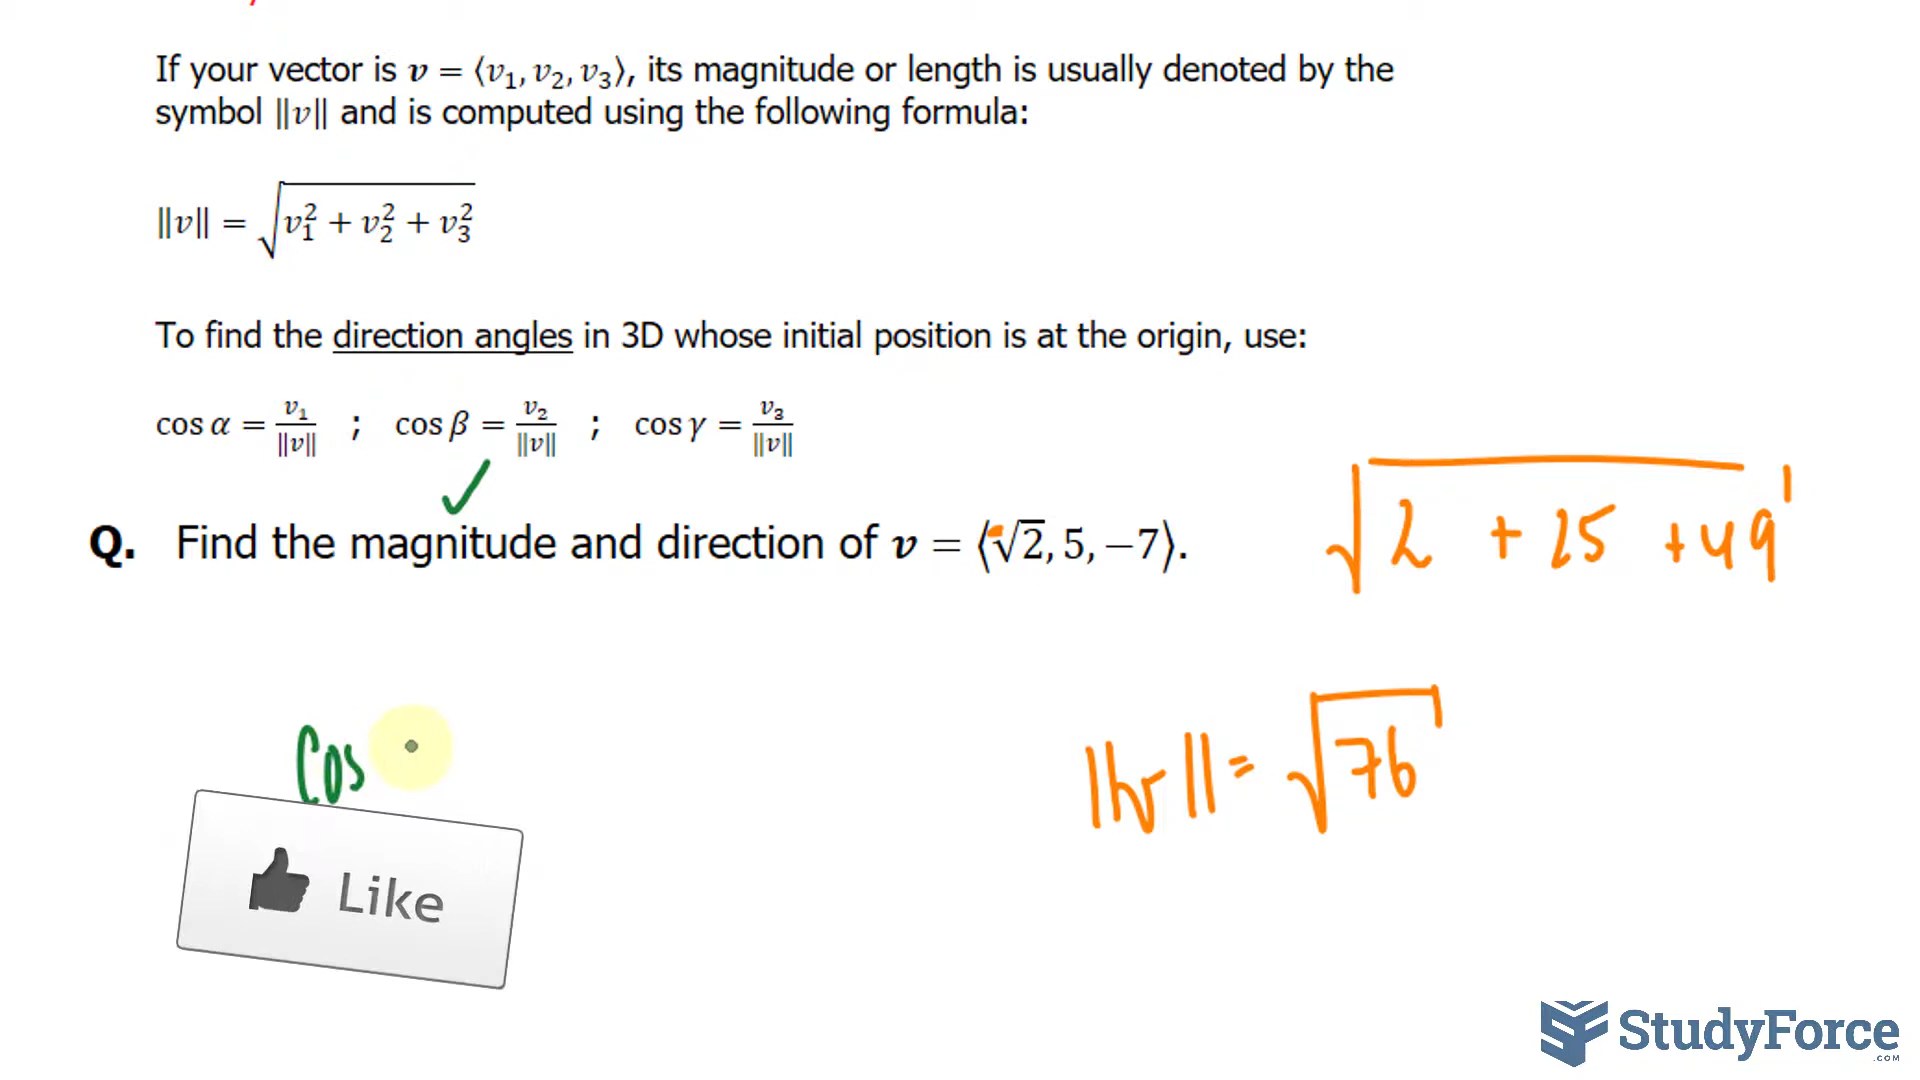 If your vector is v = ⟨v₁, v₂, v₃⟩, its magnitude or length is usually denoted by the
symbol ‖v‖ and is computed using the following formula:
‖v‖ = √(v₁² + v₂² + v₃²)
To find the direction angles in 3D whose initial position is at the origin, use:
cos α = v₁/‖v‖ ; cos β = v₂/‖v‖ ; cos γ = v₃/‖v‖
√(2 + 25 + 49)
Q. Find the magnitude and direction of v = ⟨√2, 5, −7⟩.
Cos
‖v‖ = √76
Like
StudyForce
.COM